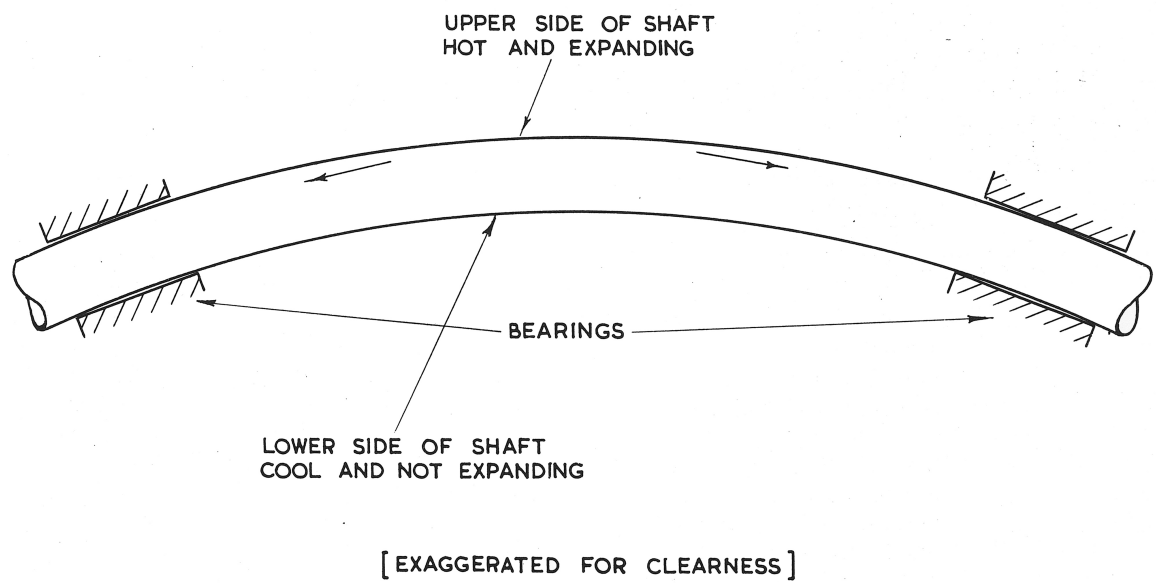 UPPER SIDE OF SHAFT
HOT AND EXPANDING
BEARINGS
LOWER SIDE OF SHAFT
COOL AND NOT EXPANDING
[EXAGGERATED FOR CLEARNESS]